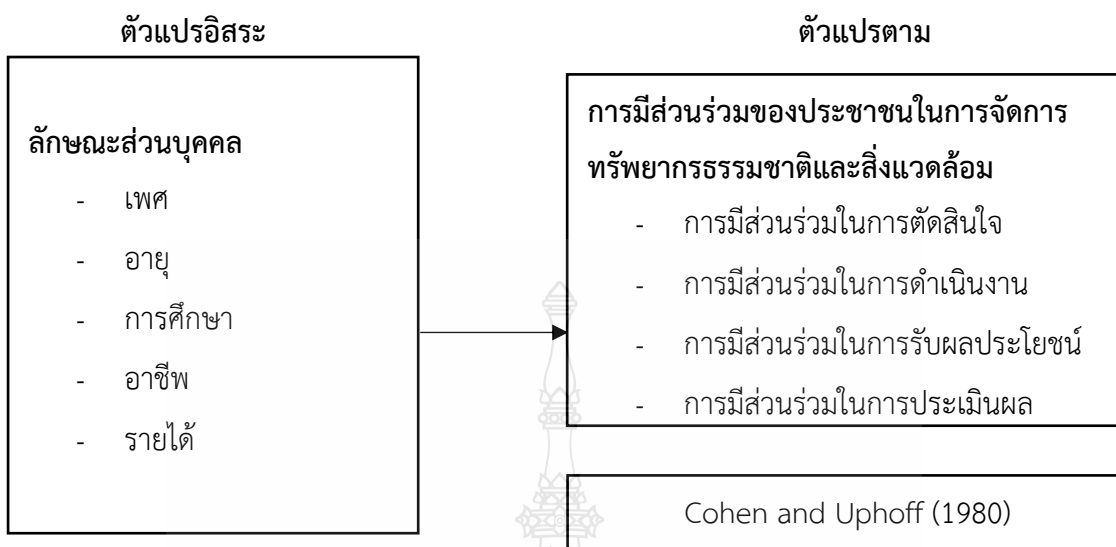 ตัวแปรอิสระ
ลักษณะส่วนบุคคล
- เพศ
- อายุ
- การศึกษา
- อาชีพ
- รายได้
ตัวแปรตาม
การมีส่วนร่วมของประชาชนในการจัดการ
ทรัพยากรธรรมชาติและสิ่งแวดล้อม
- การมีส่วนร่วมในการตัดสินใจ
- การมีส่วนร่วมในการดำเนินงาน
- การมีส่วนร่วมในการรับผลประโยชน์
- การมีส่วนร่วมในการประเมินผล
Cohen and Uphoff (1980)